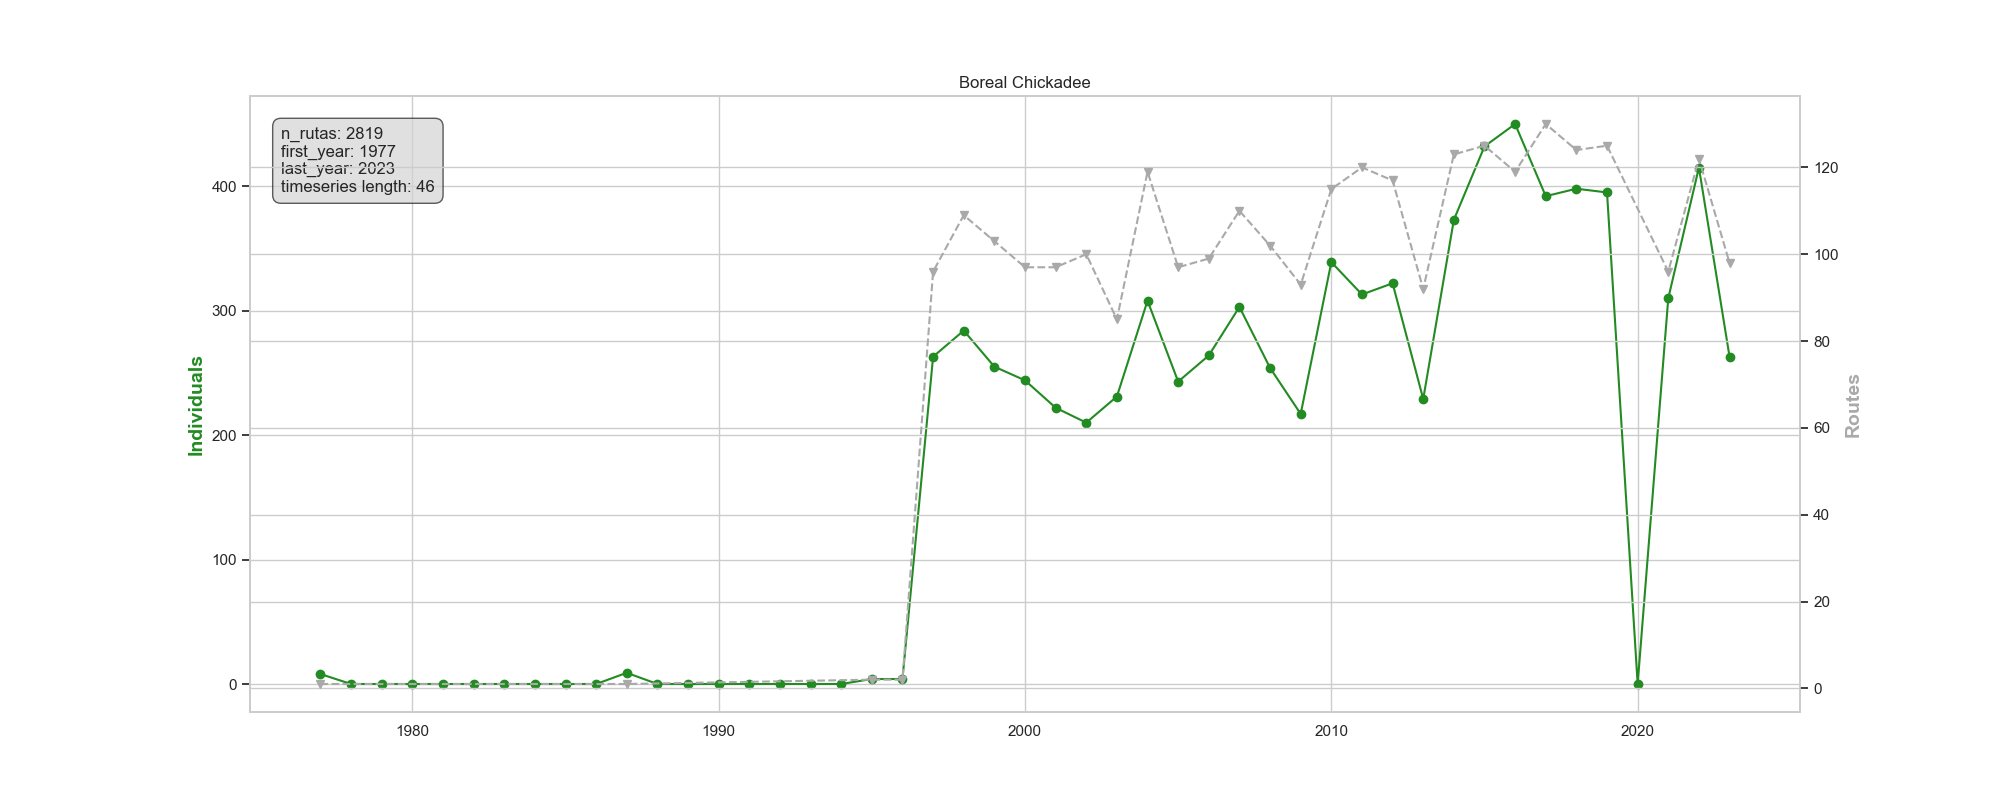 Boreal Chickadee
n_rutas: 2819
first_year: 1977
last_year: 2023
timeseries length: 46
Individuals
400
300
200
100
0
Routes
120
100
80
60
40
20
0
1980
1990
2000
2010
2020